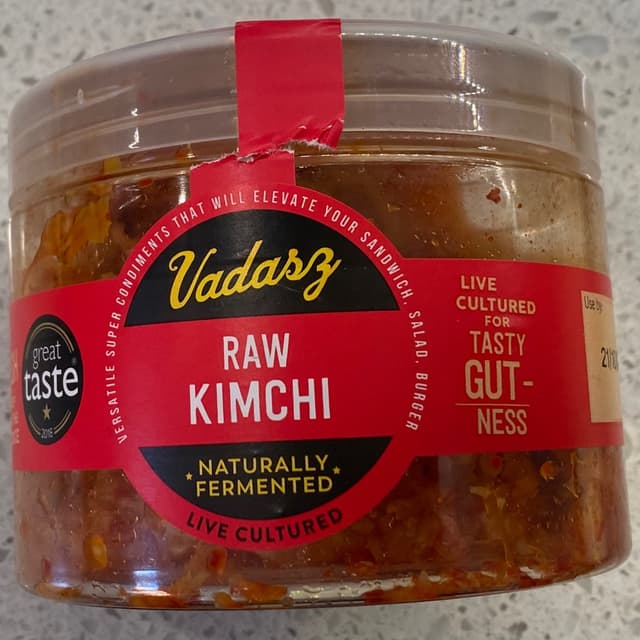 VERSATILE SUPER CONDIMENTS THAT WILL ELEVATE YOUR SANDWICH, SALAD, BURGER
Vadasz
RAW
KIMCHI
NATURALLY
FERMENTED
LIVE CULTURED
great
taste
2018
LIVE
CULTURED
FOR
TASTY
GUT-
NESS
Use by